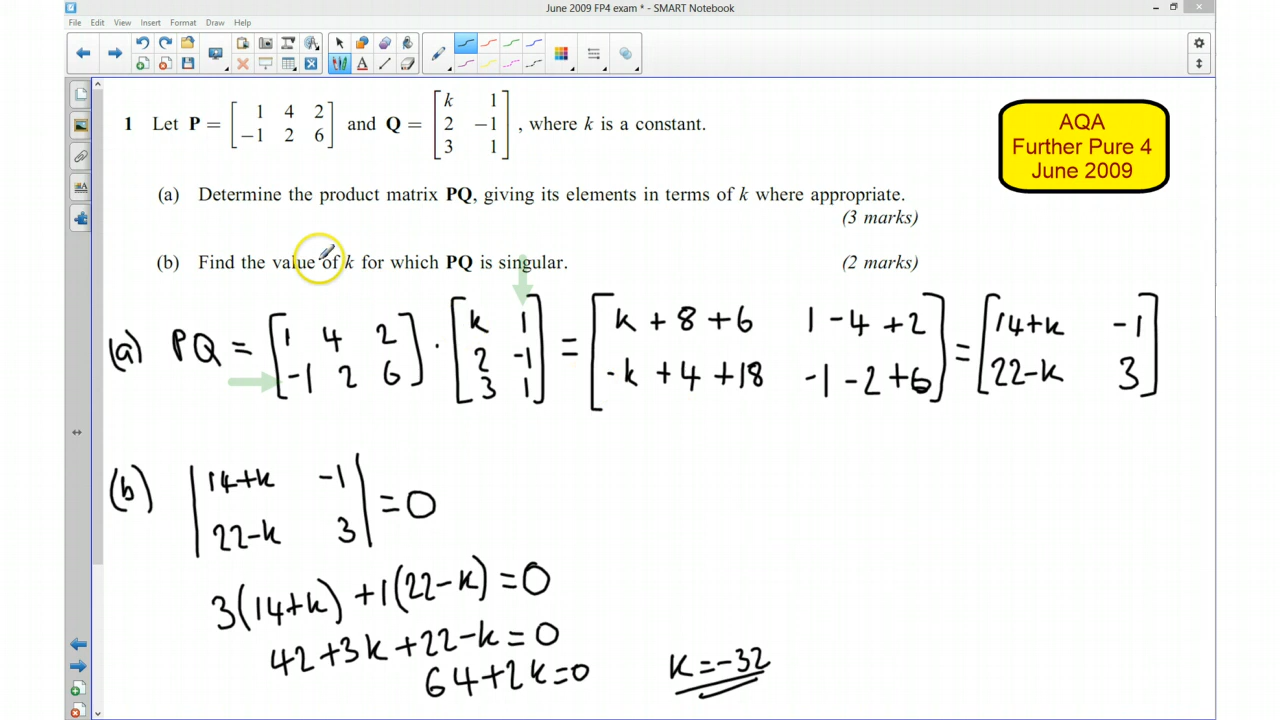 June 2009 FP4 exam * - SMART Notebook
File Edit View Insert Format Draw Help
AQA
Further Pure 4
June 2009
1 Let P = [1 4 2; −1 2 6] and Q = [k 1; 2 −1; 3 1], where k is a constant.
(a) Determine the product matrix PQ, giving its elements in terms of k where appropriate.
(3 marks)
(b) Find the value of k for which PQ is singular.
(2 marks)
(a) PQ = [1 4 2; -1 2 6] · [k 1; 2 -1; 3 1] = [k+8+6 1-4+2; -k+4+18 -1-2+6] = [14+k -1; 22-k 3]
(b) |14+k -1; 22-k 3| = 0
3(14+k) +1(22-k) = 0
42+3k+22-k=0
64+2k=0
k=-32